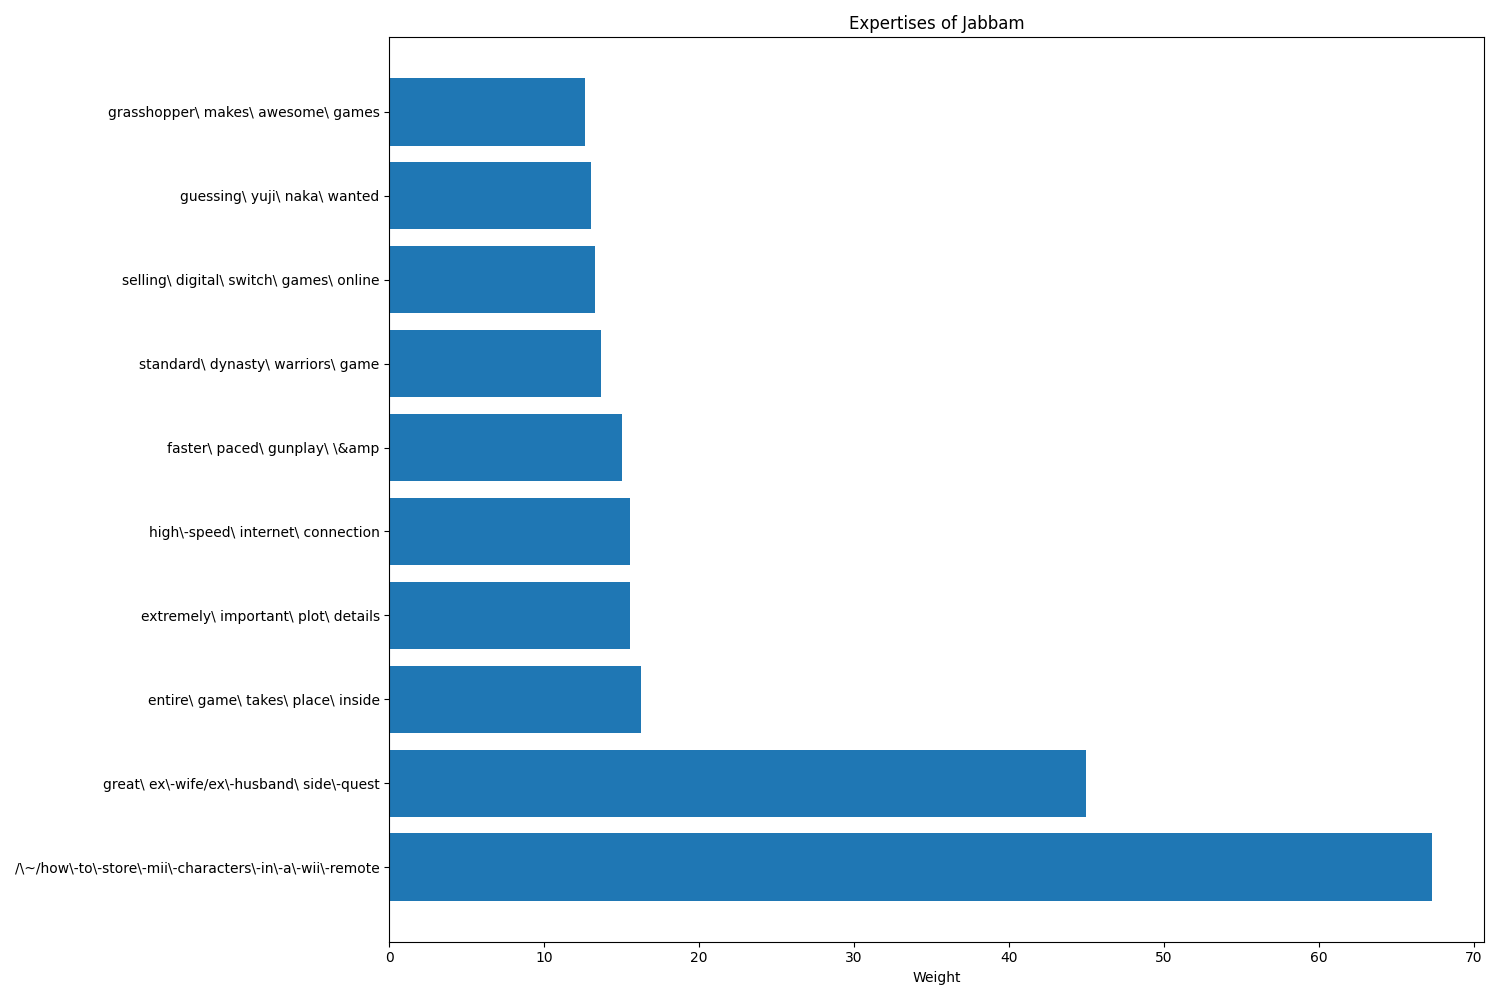 Expertises of Jabbam
grasshopper\ makes\ awesome\ games
guessing\ yuji\ naka\ wanted
selling\ digital\ switch\ games\ online
standard\ dynasty\ warriors\ game
faster\ paced\ gunplay\ \&amp
high\-speed\ internet\ connection
extremely\ important\ plot\ details
entire\ game\ takes\ place\ inside
great\ ex\-wife/ex\-husband\ side\-quest
/\~/how\-to\-store\-mii\-characters\-in\-a\-wii\-remote
0 10 20 30 40 50 60 70
Weight